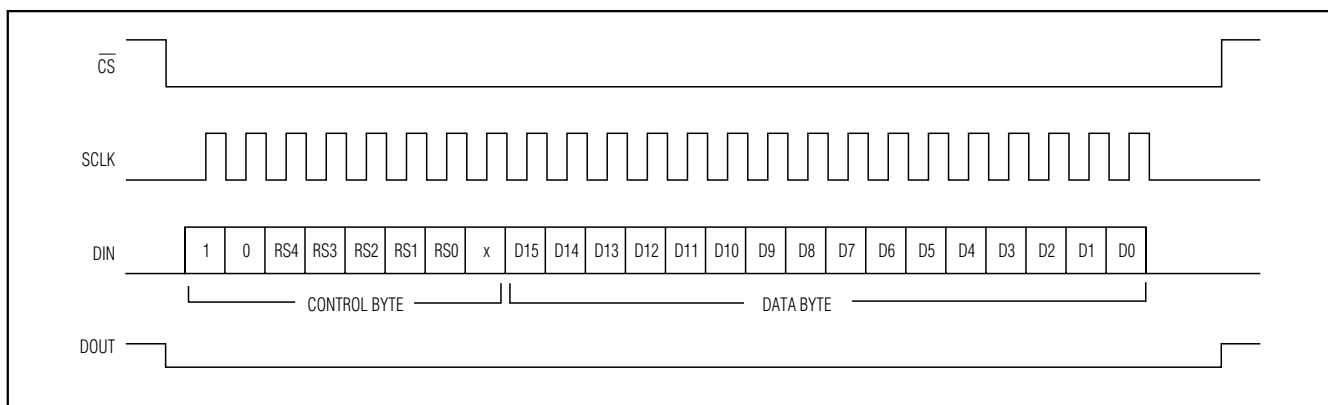 C̅S̅
SCLK
DIN 1 0 RS4 RS3 RS2 RS1 RS0 x D15 D14 D13 D12 D11 D10 D9 D8 D7 D6 D5 D4 D3 D2 D1 D0
CONTROL BYTE DATA BYTE
DOUT